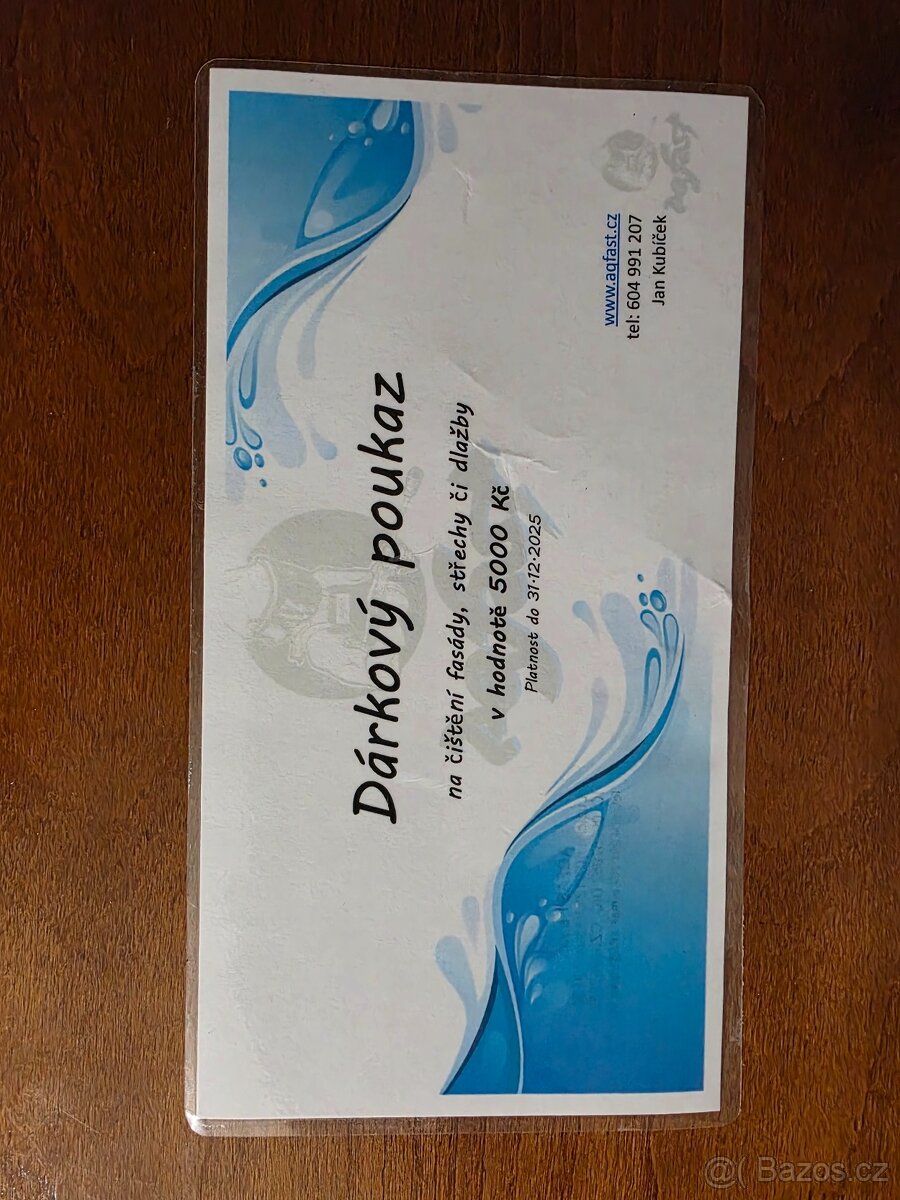 Dárkový poukaz
na čištění fasády, střechy či dlažby
v hodnotě 5000 Kč
Platnost do 31.12.2025
www.aqfast.cz
tel: 604 991 207
Jan Kubíček
@( Bazos.cz